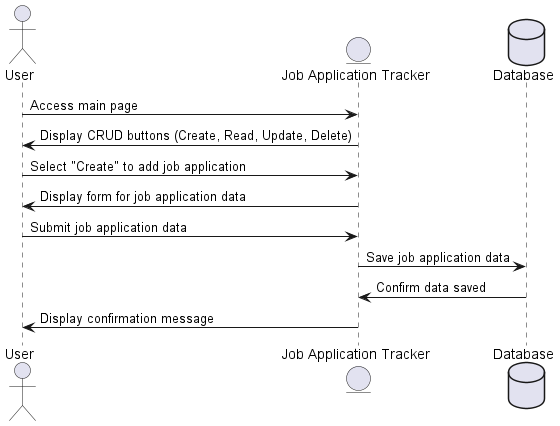 User
Job Application Tracker
Database
Access main page
Display CRUD buttons (Create, Read, Update, Delete)
Select "Create" to add job application
Display form for job application data
Submit job application data
Save job application data
Confirm data saved
Display confirmation message
User
Job Application Tracker
Database